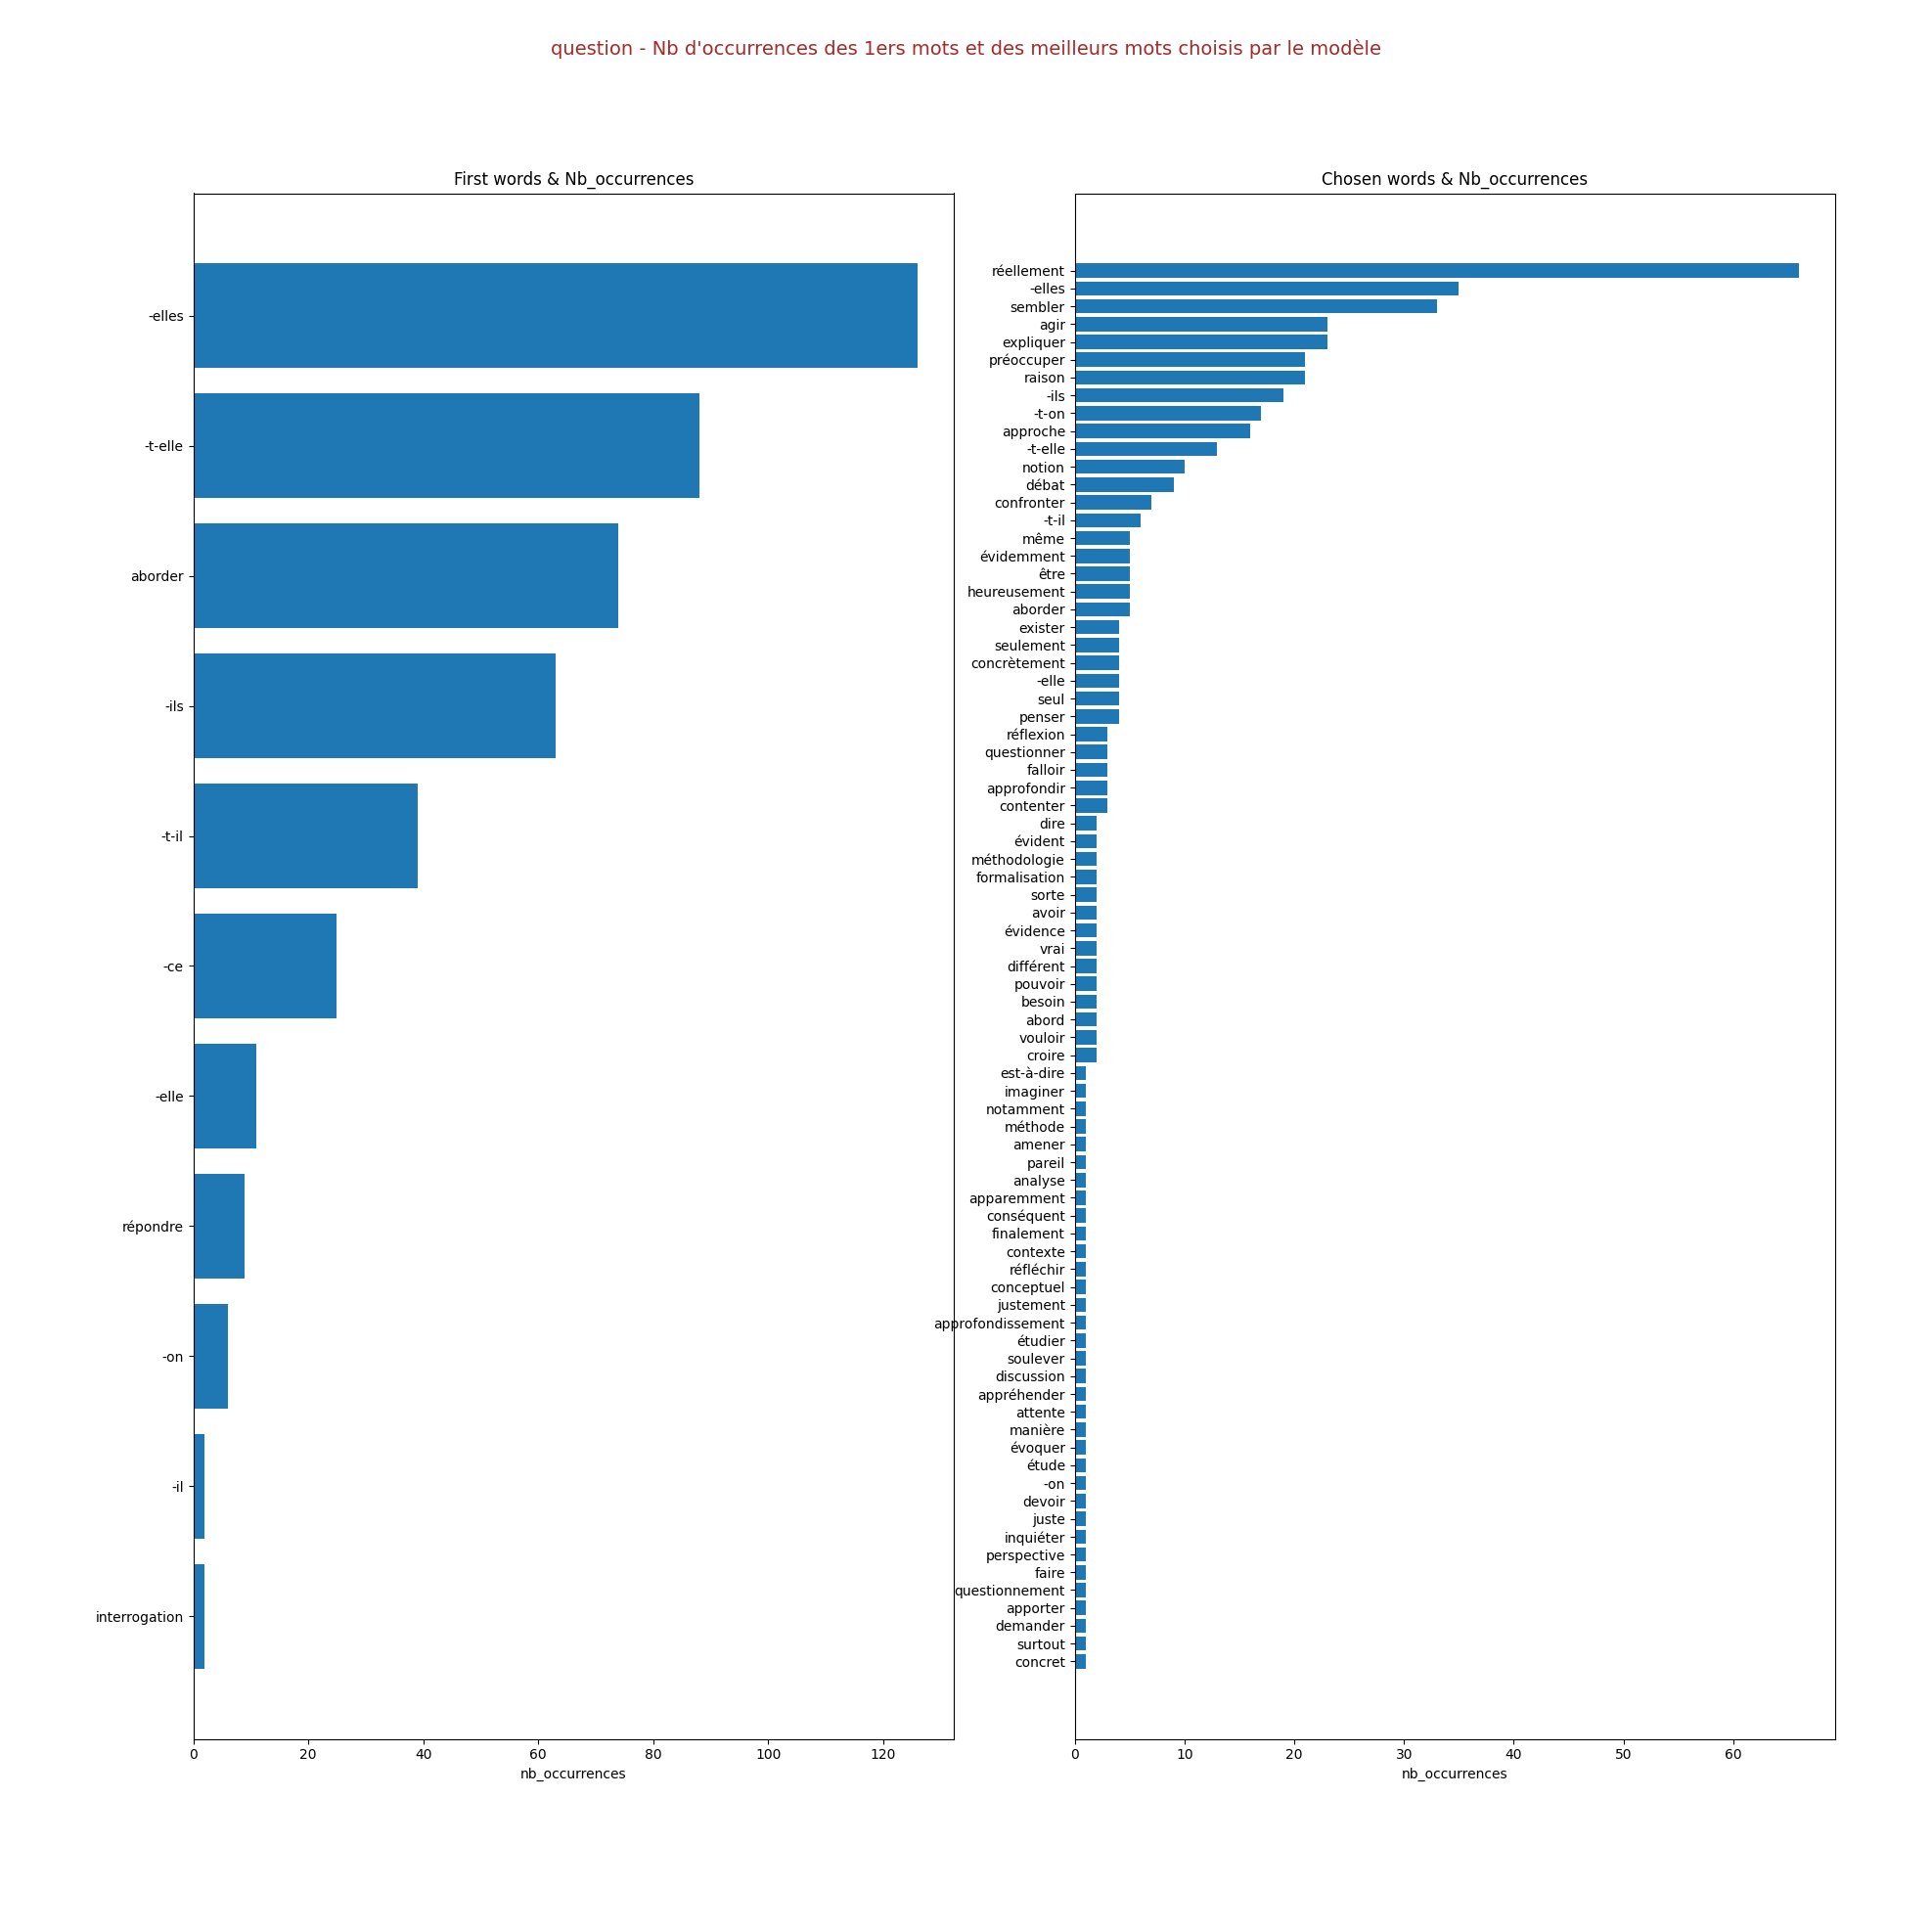 question - Nb d'occurrences des 1ers mots et des meilleurs mots choisis par le modèle
First words & Nb_occurrences
-elles
-t-elle
aborder
-ils
-t-il
-ce
-elle
répondre
-on
-il
interrogation
0 20 40 60 80 100 120
nb_occurrences
Chosen words & Nb_occurrences
réellement
-elles
sembler
agir
expliquer
préoccuper
raison
-ils
-t-on
approche
-t-elle
notion
débat
confronter
-t-il
même
évidemment
être
heureusement
aborder
exister
seulement
concrètement
-elle
seul
penser
réflexion
questionner
falloir
approfondir
contenter
dire
évident
méthodologie
formalisation
sorte
avoir
évidence
vrai
différent
pouvoir
besoin
abord
vouloir
croire
est-à-dire
imaginer
notamment
méthode
amener
pareil
analyse
apparemment
conséquent
finalement
contexte
réfléchir
conceptuel
justement
approfondissement
étudier
soulever
discussion
appréhender
attente
manière
évoquer
étude
-on
devoir
juste
inquiéter
perspective
faire
questionnement
apporter
demander
surtout
concret
0 10 20 30 40 50 60
nb_occurrences